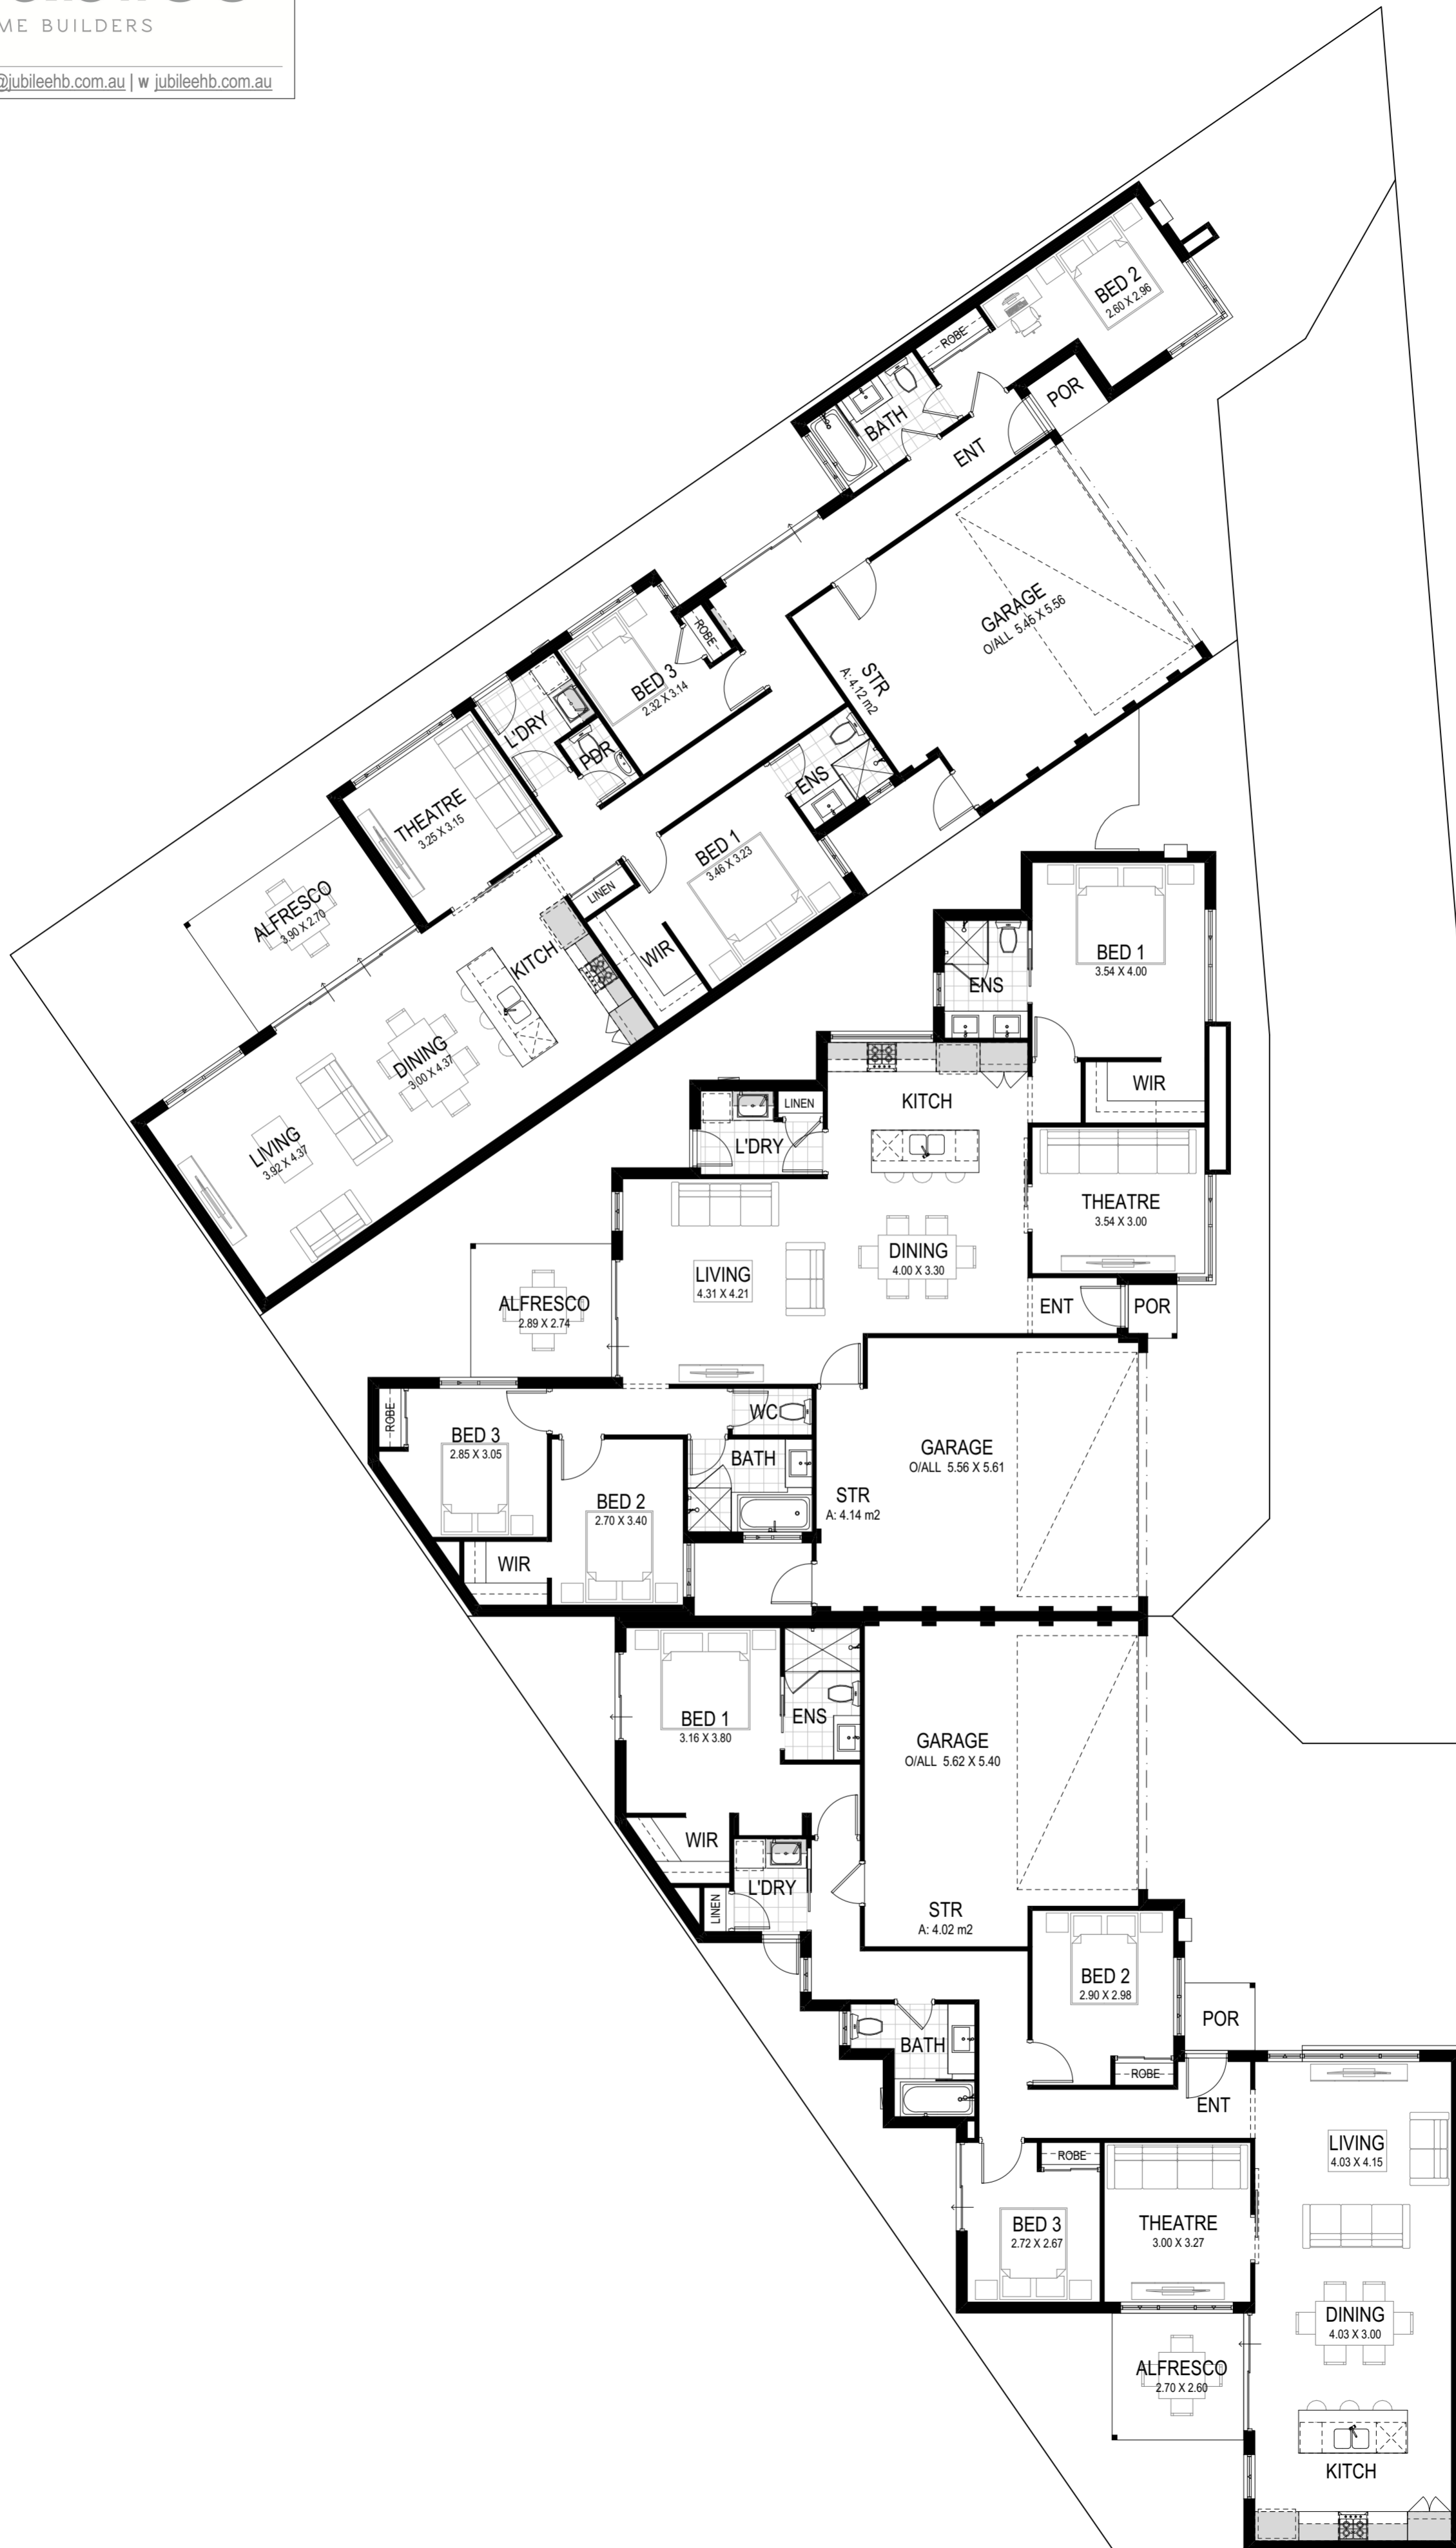 ME BUILDERS
@jubileehb.com.au | w jubileehb.com.au
BED 2
2.60 X 2.96
ROBE
POR
BATH
ENT
GARAGE
O/ALL 5.45 X 5.56
STR
A: 4.12 m2
ROBE
BED 3
2.32 X 3.14
L'DRY
PDR
ENS
THEATRE
3.25 X 3.15
BED 1
3.46 X 3.23
LINEN
ALFRESCO
3.90 X 2.70
KITCH
WIR
DINING
3.00 X 4.37
LIVING
3.92 X 4.37
BED 1
3.54 X 4.00
ENS
WIR
KITCH
LINEN
L'DRY
THEATRE
3.54 X 3.00
DINING
4.00 X 3.30
LIVING
4.31 X 4.21
ALFRESCO
2.89 X 2.74
ENT
POR
ROBE
WC
BED 3
2.85 X 3.05
BATH
GARAGE
O/ALL 5.56 X 5.61
BED 2
2.70 X 3.40
STR
A: 4.14 m2
WIR
BED 1
3.16 X 3.80
ENS
GARAGE
O/ALL 5.62 X 5.40
WIR
L'DRY
LINEN
STR
A: 4.02 m2
BED 2
2.90 X 2.98
POR
BATH
ROBE
ENT
LIVING
4.03 X 4.15
ROBE
BED 3
2.72 X 2.67
THEATRE
3.00 X 3.27
DINING
4.03 X 3.00
ALFRESCO
2.70 X 2.60
KITCH